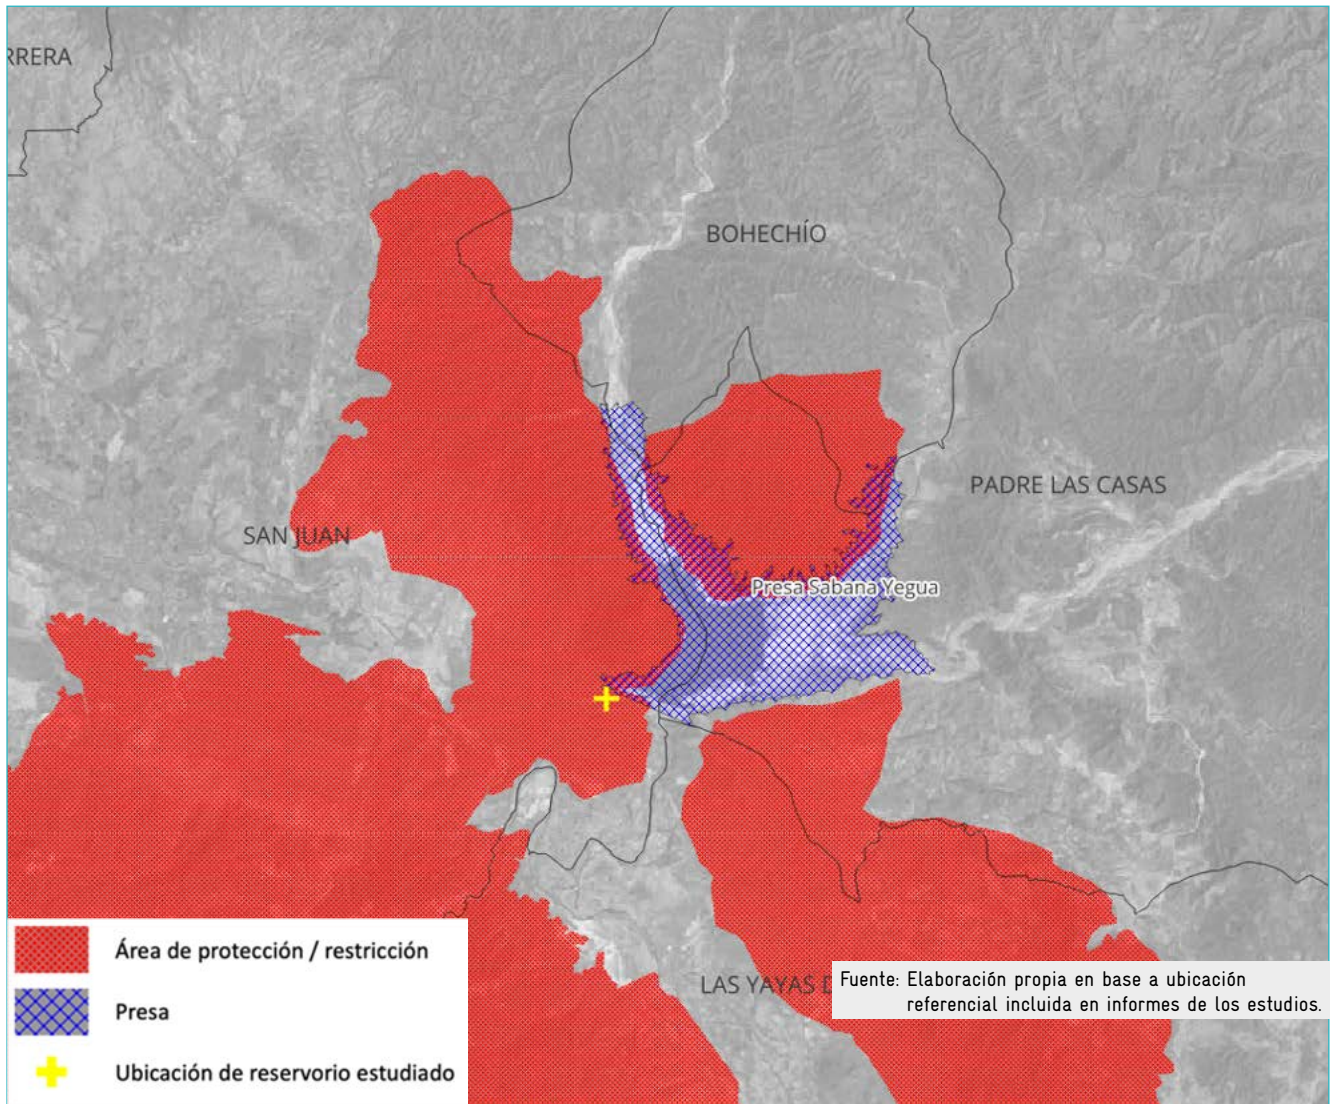 RRERA
BOHECHÍO
PADRE LAS CASAS
SAN JUAN
Presa Sabana Yegua
Área de protección / restricción
Presa
Ubicación de reservorio estudiado
LAS YAYAS D
Fuente: Elaboración propia en base a ubicación
referencial incluida en informes de los estudios.